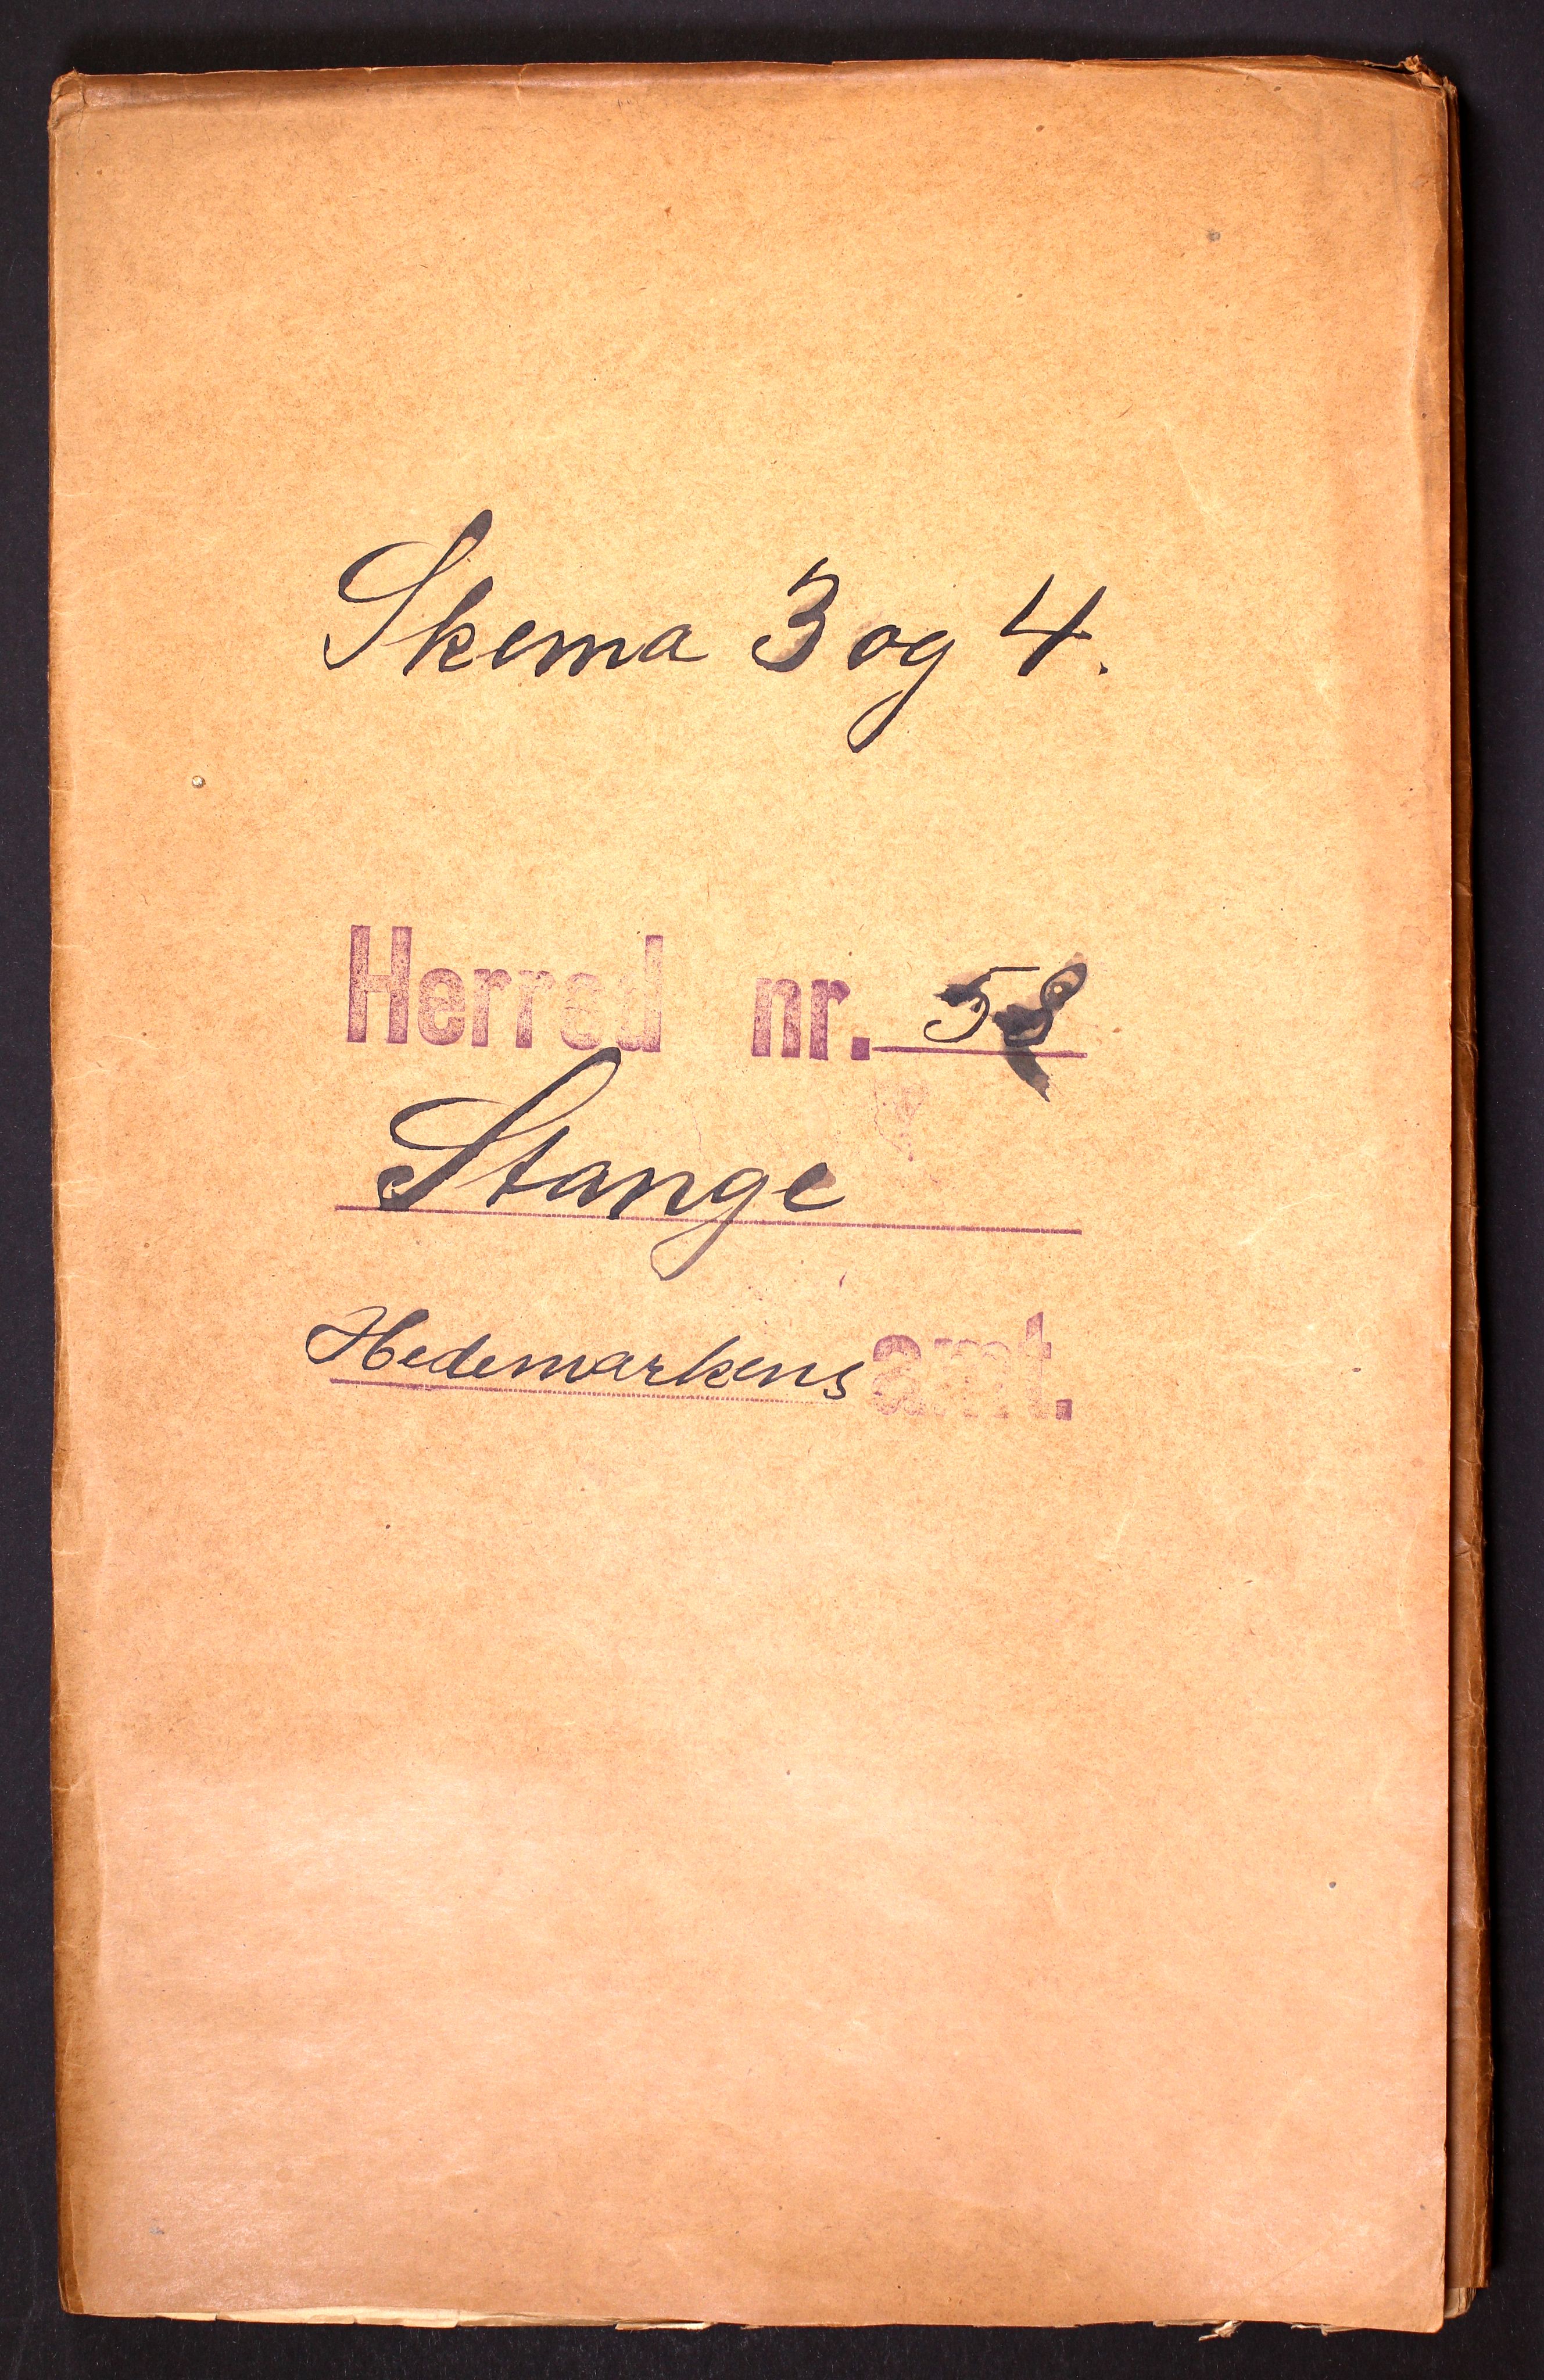 Skema 3 og 4.
Herred nr. 58
Stange
Hedemarkens amt.